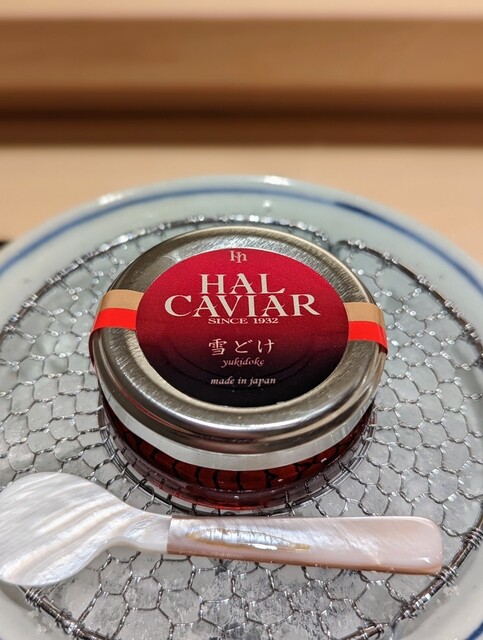 HAL
CAVIAR
SINCE 1932
雪どけ
yukidoke
made in japan